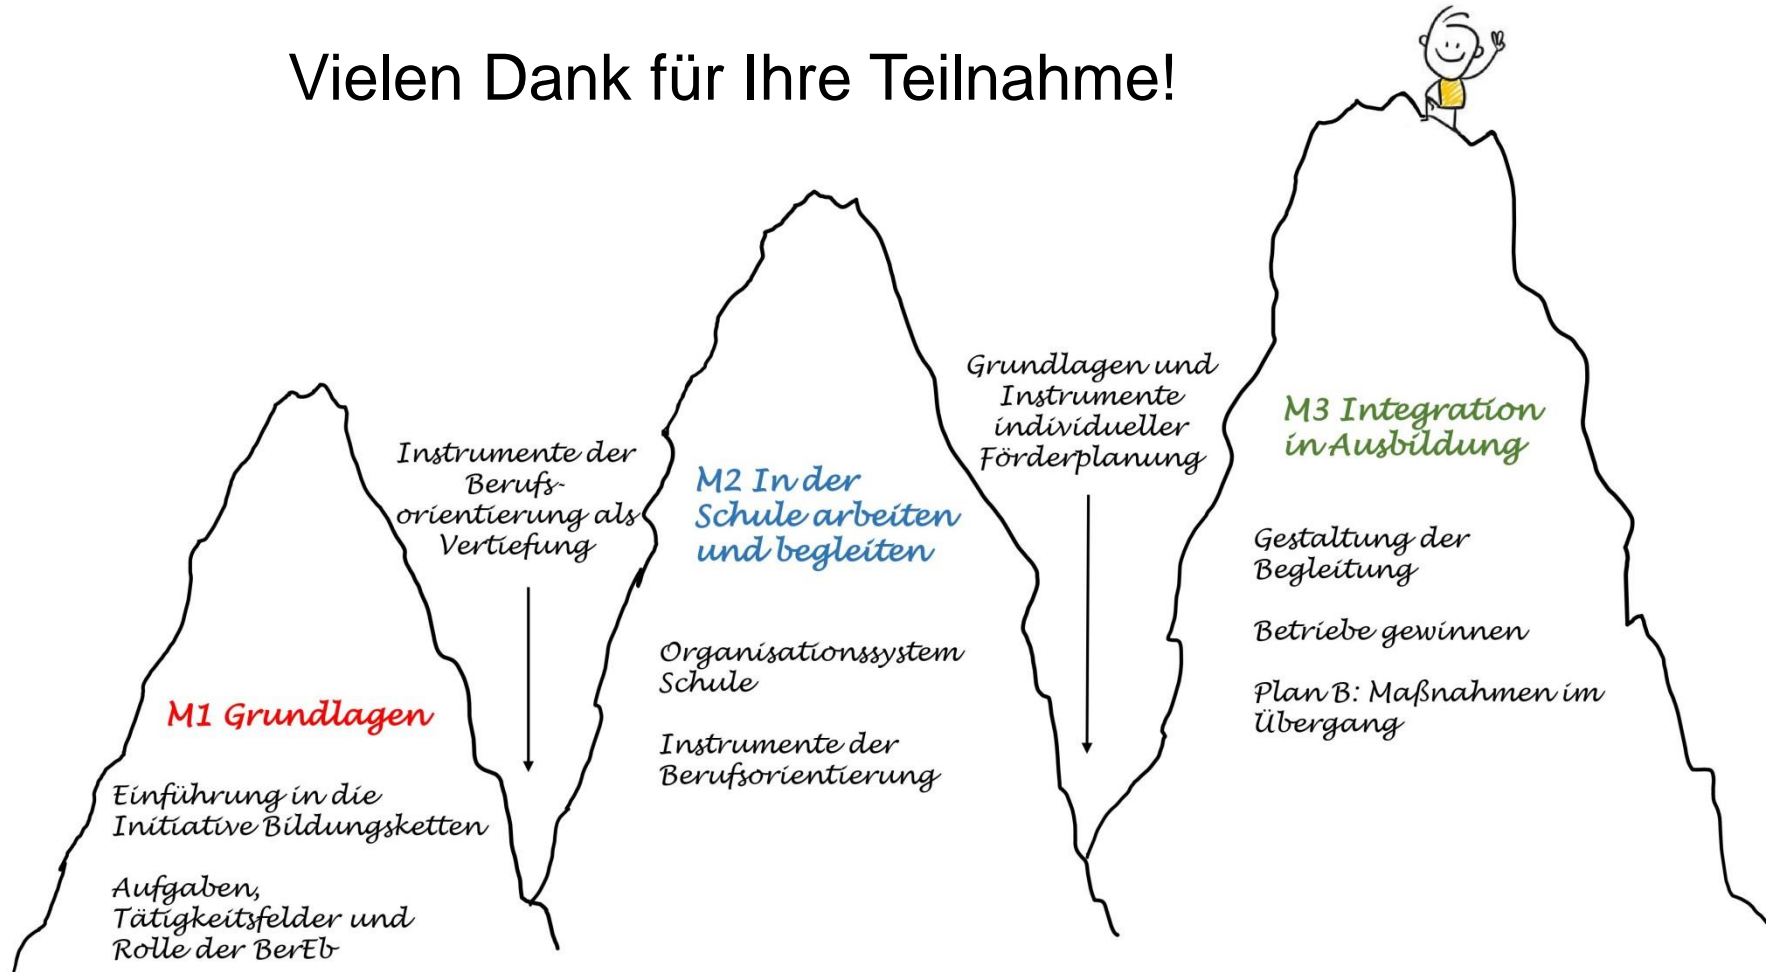 Vielen Dank für Ihre Teilnahme!
M1 Grundlagen
Einführung in die
Initiative Bildungsketten
Aufgaben,
Tätigkeitsfelder und
Rolle der BerEb
Instrumente der
Berufs-
orientierung als
Vertiefung
M2 In der
Schule arbeiten
und begleiten
Organisationssystem
Schule
Instrumente der
Berufsorientierung
Grundlagen und
Instrumente
individueller
Förderplanung
M3 Integration
in Ausbildung
Gestaltung der
Begleitung
Betriebe gewinnen
Plan B: Maßnahmen im
Übergang